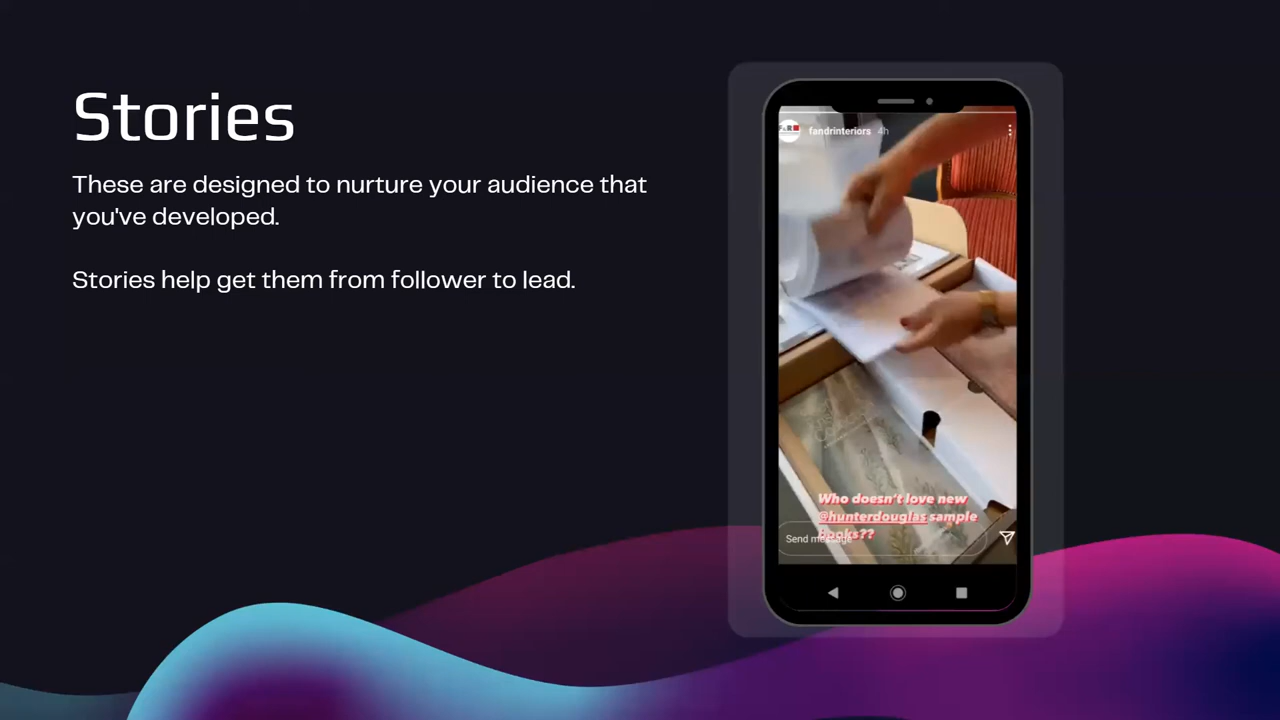 Stories
These are designed to nurture your audience that
you've developed.
Stories help get them from follower to lead.
F&R
fandrinteriors 4h
Who doesn't love new
@hunterdouglas sample
books??
Send message